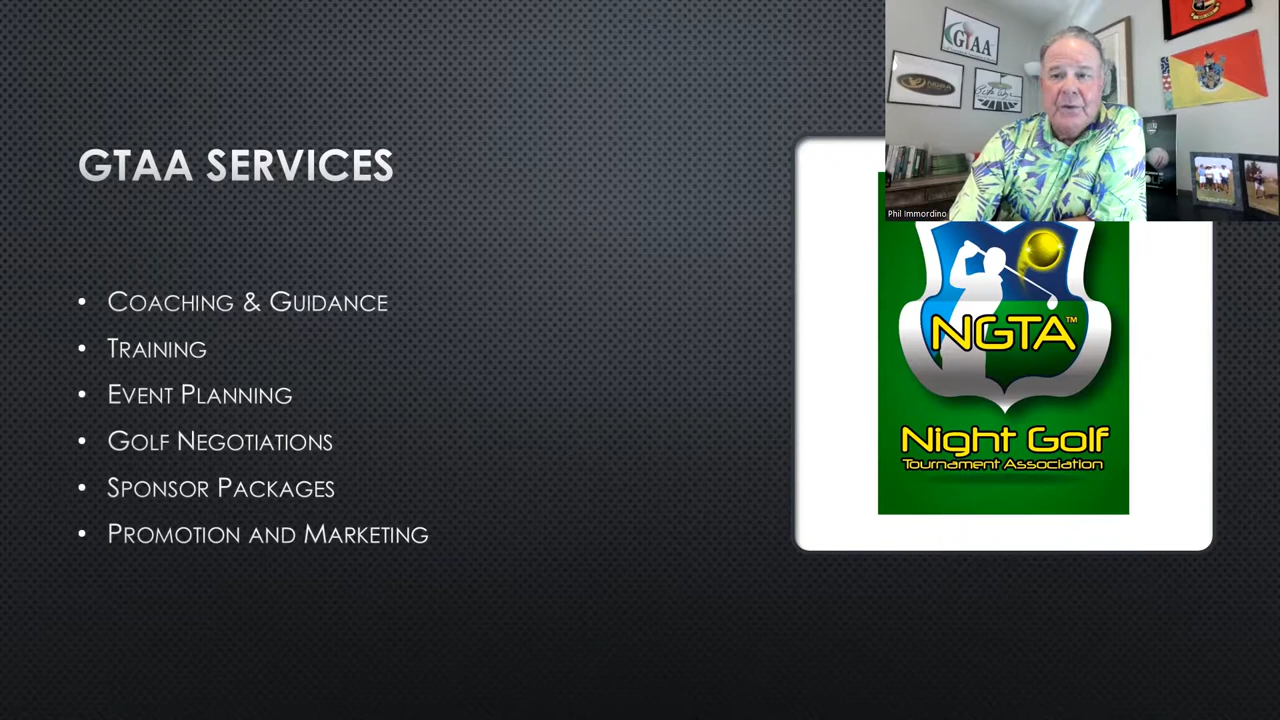 GTAA SERVICES
• Coaching & Guidance
• Training
• Event Planning
• Golf Negotiations
• Sponsor Packages
• Promotion and Marketing
GTAA
Phil Immordino
NGTA™
Night Golf
Tournament Association